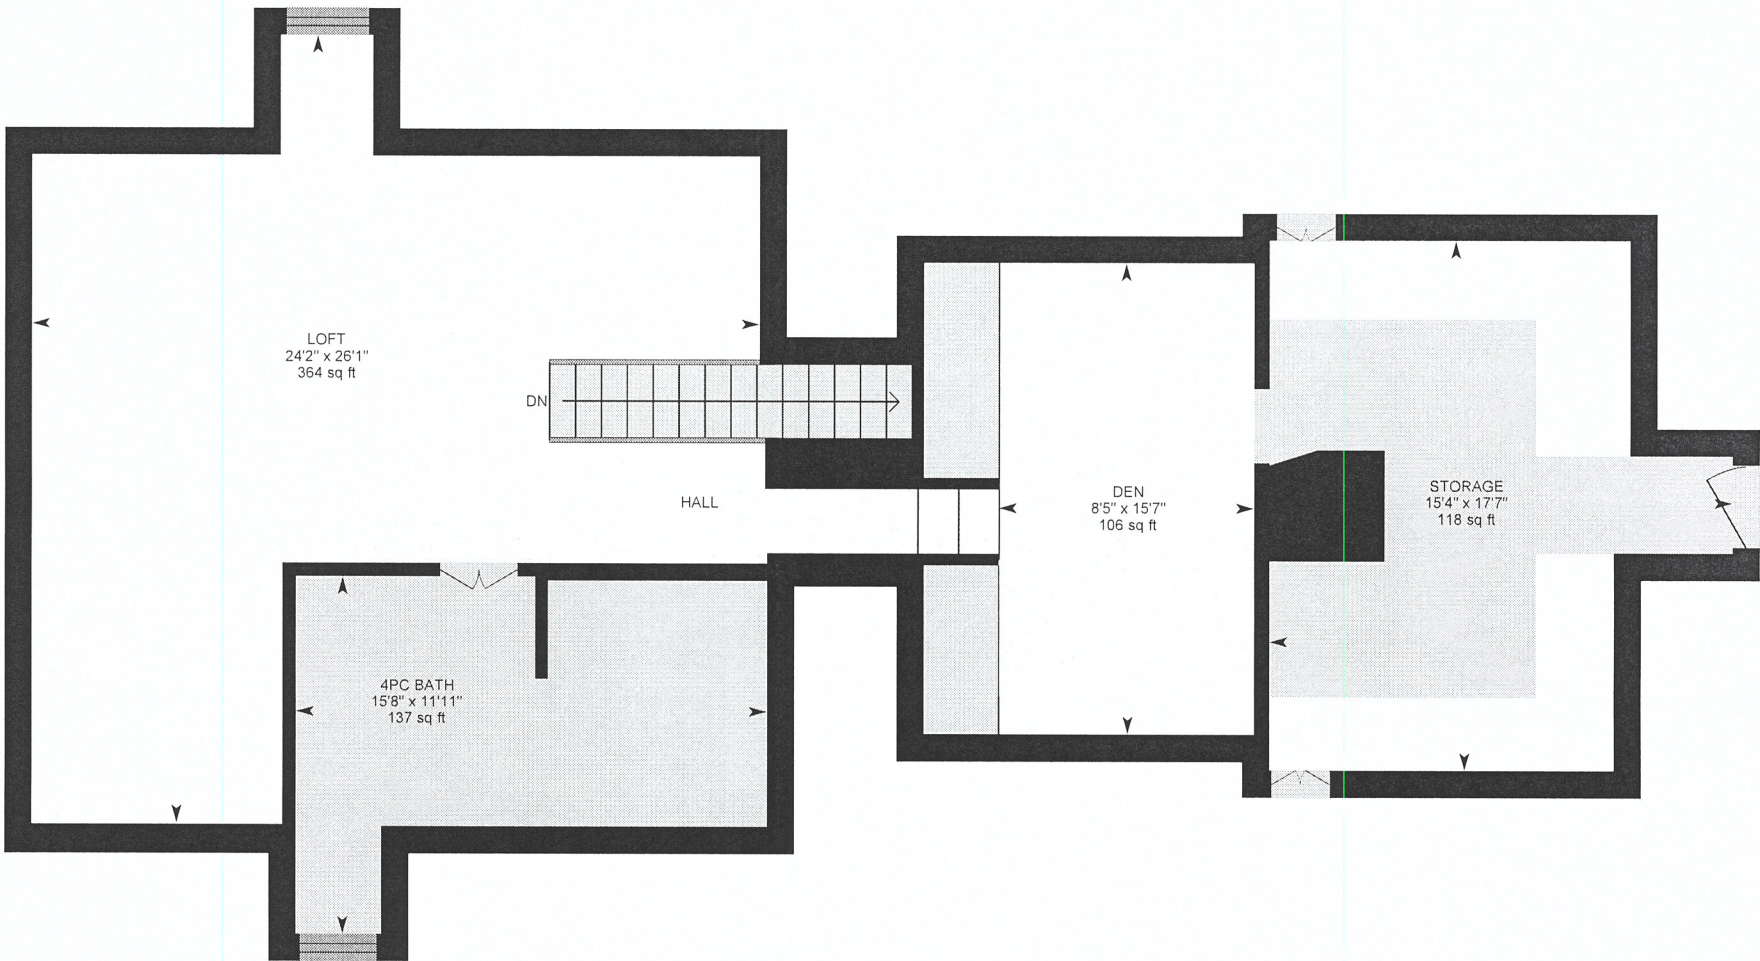 LOFT
24'2" x 26'1"
364 sq ft
DN
HALL
4PC BATH
15'8" x 11'11"
137 sq ft
DEN
8'5" x 15'7"
106 sq ft
STORAGE
15'4" x 17'7"
118 sq ft